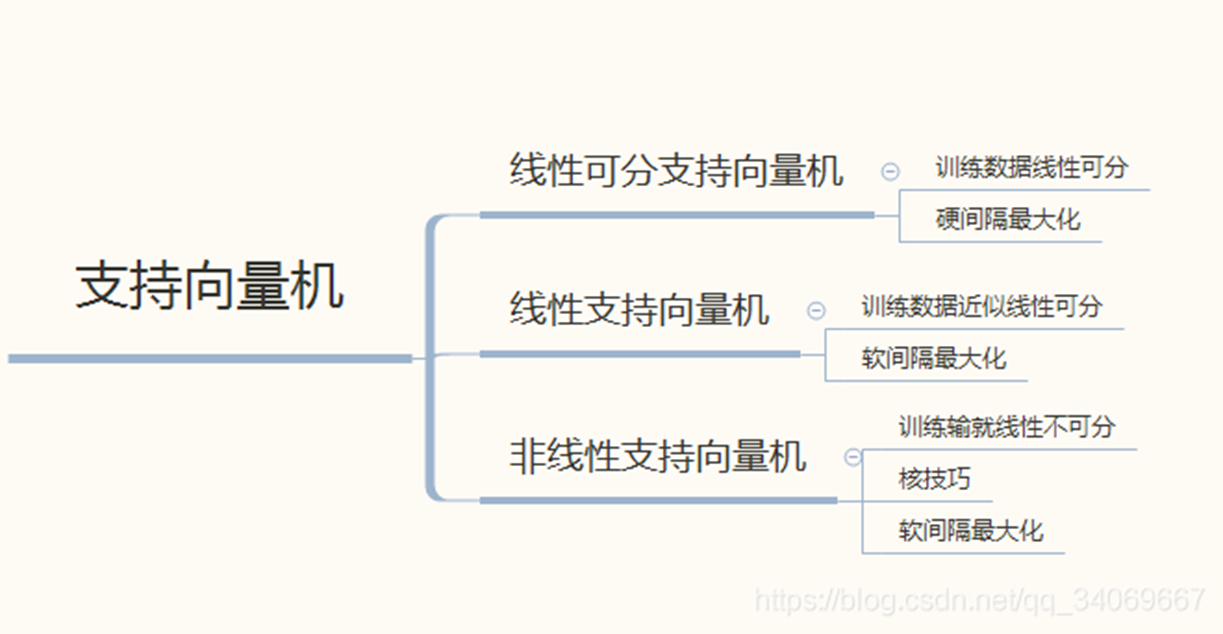 支持向量机
线性可分支持向量机
训练数据线性可分
硬间隔最大化
线性支持向量机
训练数据近似线性可分
软间隔最大化
非线性支持向量机
训练输就线性不可分
核技巧
软间隔最大化
https://blog.csdn.net/qq_34069667